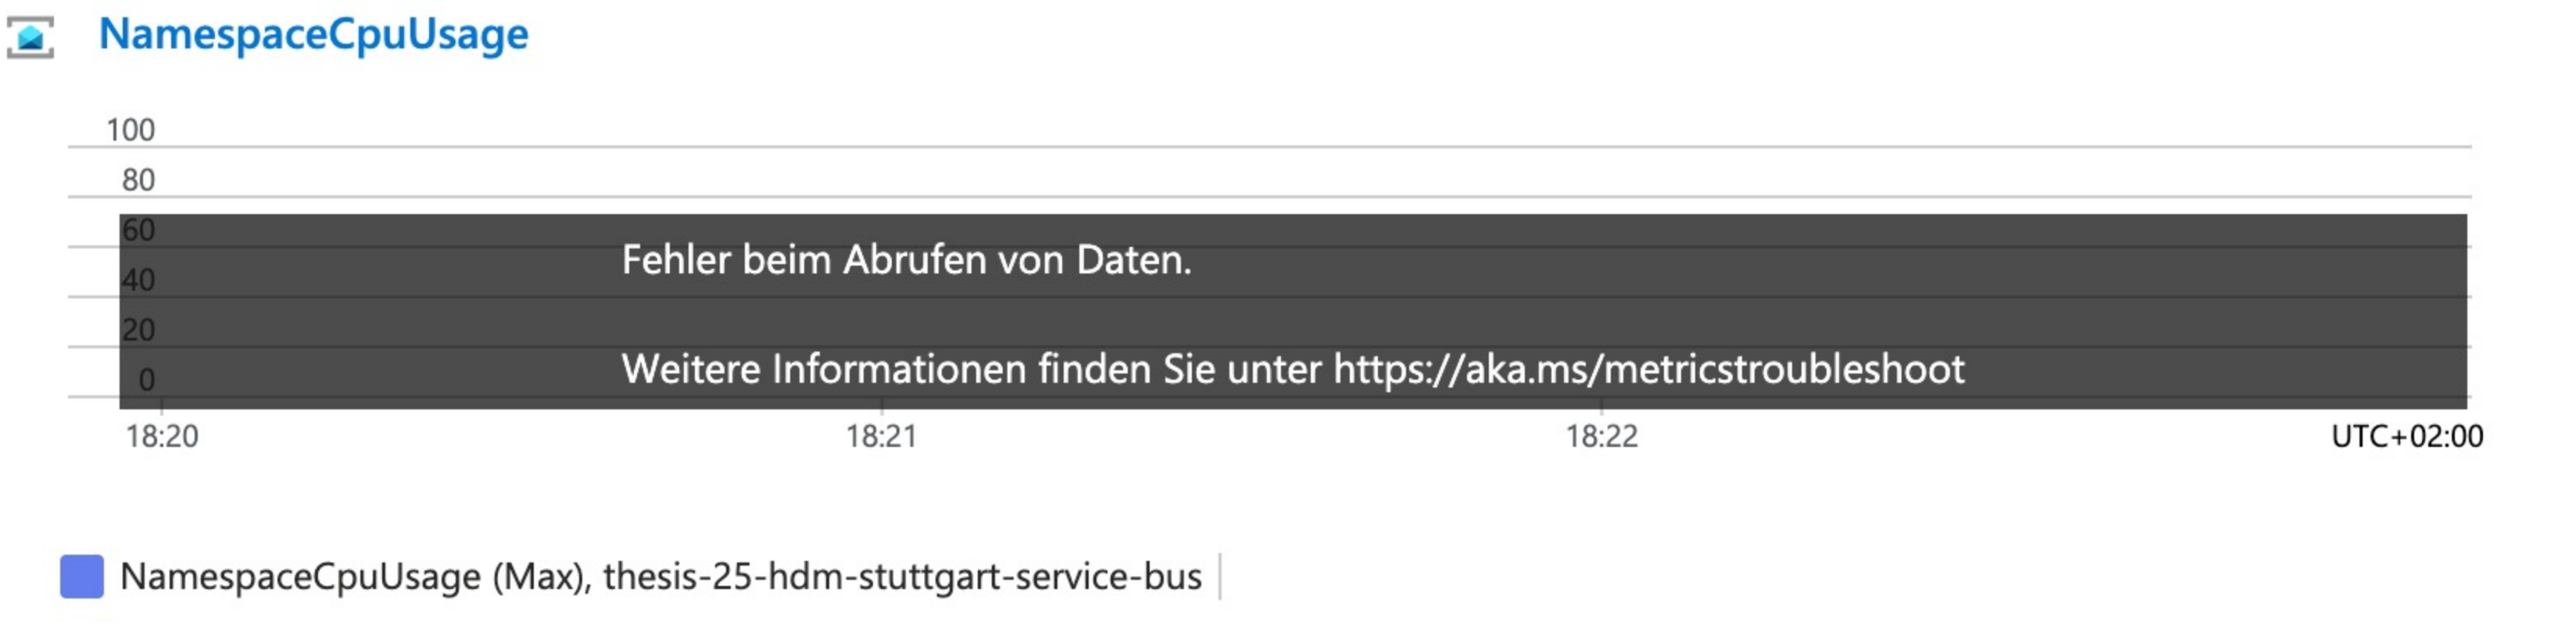 NamespaceCpuUsage
100
80
60
Fehler beim Abrufen von Daten.
40
20
Weitere Informationen finden Sie unter https://aka.ms/metricstroubleshoot
0
18:20 18:21 18:22 UTC+02:00
NamespaceCpuUsage (Max), thesis-25-hdm-stuttgart-service-bus